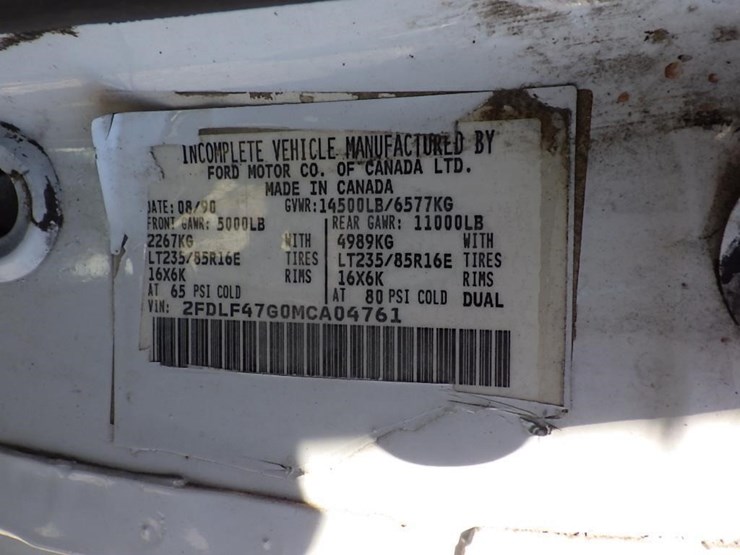 INCOMPLETE VEHICLE MANUFACTURED BY
FORD MOTOR CO. OF CANADA LTD.
MADE IN CANADA
DATE: 08/90 GVWR:14500LB/6577KG
FRONT GAWR: 5000LB REAR GAWR: 11000LB
2267KG WITH 4989KG WITH
LT235/85R16E TIRES LT235/85R16E TIRES
16X6K RIMS 16X6K RIMS
AT 65 PSI COLD AT 80 PSI COLD DUAL
VIN: 2FDLF47G0MCA04761